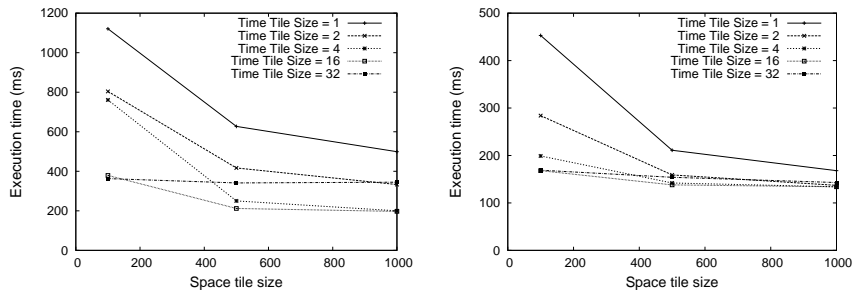 1200
1000
800
600
400
200
0
0 200 400 600 800 1000
Execution time (ms)
Space tile size
Time Tile Size = 1
Time Tile Size = 2
Time Tile Size = 4
Time Tile Size = 16
Time Tile Size = 32
500
400
300
200
100
0
0 200 400 600 800 1000
Execution time (ms)
Space tile size
Time Tile Size = 1
Time Tile Size = 2
Time Tile Size = 4
Time Tile Size = 16
Time Tile Size = 32